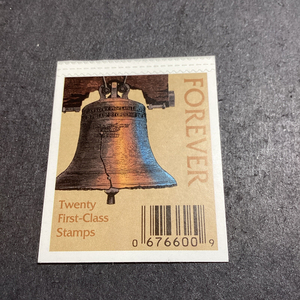 FOREVER
Twenty
First-Class
Stamps
0 676600 9